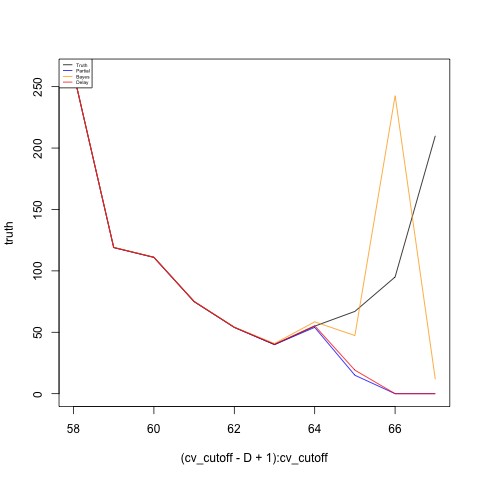 Truth
Partial
Bayes
Delay
250
200
150
100
50
0
truth
58
60
62
64
66
(cv_cutoff - D + 1):cv_cutoff